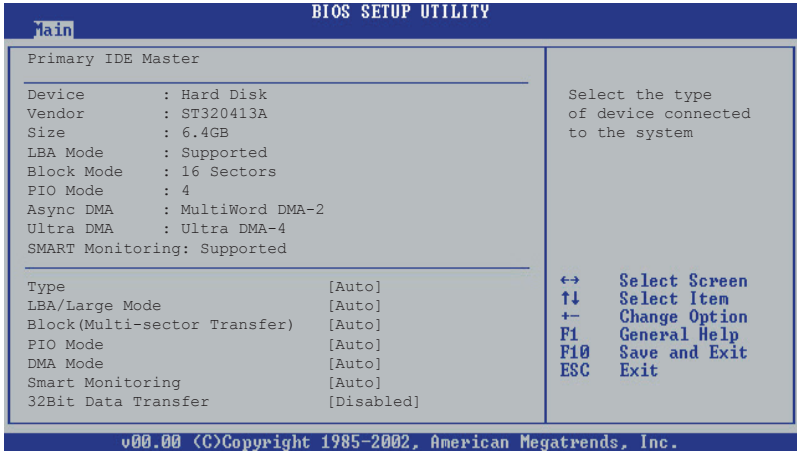 BIOS SETUP UTILITY
Main
Primary IDE Master
Device : Hard Disk
Vendor : ST320413A
Size : 6.4GB
LBA Mode : Supported
Block Mode : 16 Sectors
PIO Mode : 4
Async DMA : MultiWord DMA-2
Ultra DMA : Ultra DMA-4
SMART Monitoring: Supported
Type [Auto]
LBA/Large Mode [Auto]
Block(Multi-sector Transfer) [Auto]
PIO Mode [Auto]
DMA Mode [Auto]
Smart Monitoring [Auto]
32Bit Data Transfer [Disabled]
Select the type
of device connected
to the system
↔ Select Screen
↑↓ Select Item
+- Change Option
F1 General Help
F10 Save and Exit
ESC Exit
v00.00 (C)Copyright 1985-2002, American Megatrends, Inc.